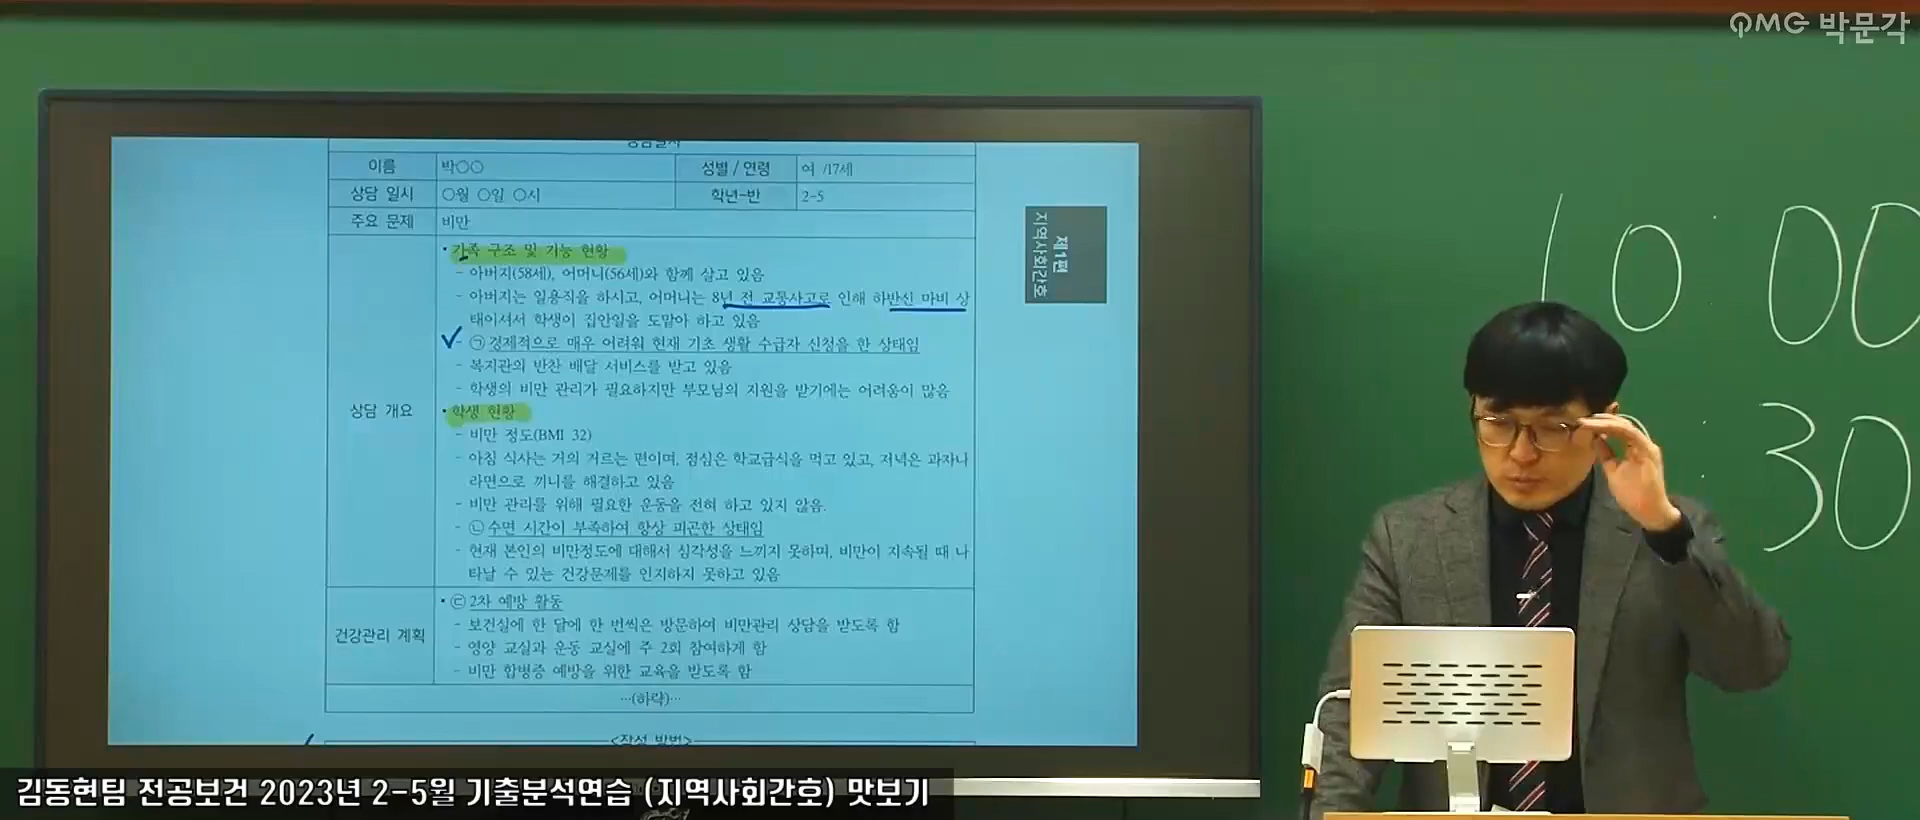 PMG 박문각
상담일지
이름 박○○ 성별 / 연령 여 /17세
상담 일시 ○월 ○일 ○시 학년-반 2-5
주요 문제 비만
상담 개요
• 가족 구조 및 기능 현황
- 아버지(58세), 어머니(56세)와 함께 살고 있음
- 아버지는 일용직을 하시고, 어머니는 8년 전 교통사고로 인해 하반신 마비 상
태이셔서 학생이 집안일을 도맡아 하고 있음
- ㉠ 경제적으로 매우 어려워 현재 기초 생활 수급자 신청을 한 상태임
- 복지관의 반찬 배달 서비스를 받고 있음
- 학생의 비만 관리가 필요하지만 부모님의 지원을 받기에는 어려움이 많음
• 학생 현황
- 비만 정도(BMI 32)
- 아침 식사는 거의 거르는 편이며, 점심은 학교급식을 먹고 있고, 저녁은 과자나
라면으로 끼니를 해결하고 있음
- 비만 관리를 위해 필요한 운동을 전혀 하고 있지 않음.
- ㉡ 수면 시간이 부족하여 항상 피곤한 상태임
- 현재 본인의 비만정도에 대해서 심각성을 느끼지 못하며, 비만이 지속될 때 나
타날 수 있는 건강문제를 인지하지 못하고 있음
건강관리 계획
• ㉢ 2차 예방 활동
- 보건실에 한 달에 한 번씩은 방문하여 비만관리 상담을 받도록 함
- 영양 교실과 운동 교실에 주 2회 참여하게 함
- 비만 합병증 예방을 위한 교육을 받도록 함
…(하략)…
<작성 방법>
제1편
지역사회간호
10:00
: 30
김동현팀 전공보건 2023년 2-5월 기출분석연습 (지역사회간호) 맛보기